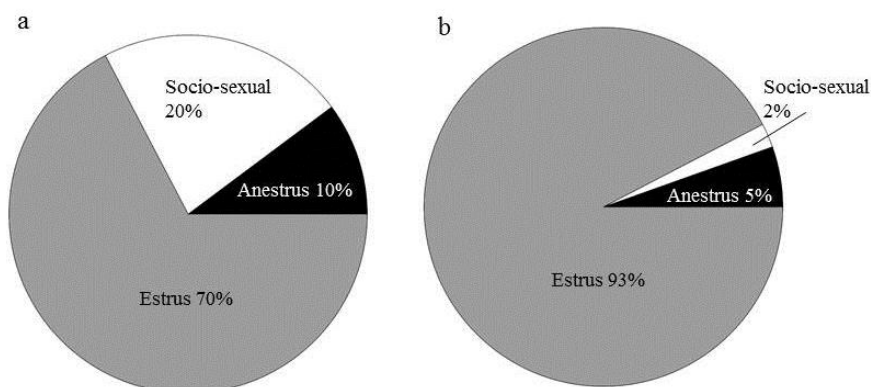 a
Socio-sexual
20%
Anestrus 10%
Estrus 70%
b
Socio-sexual
2%
Anestrus 5%
Estrus 93%